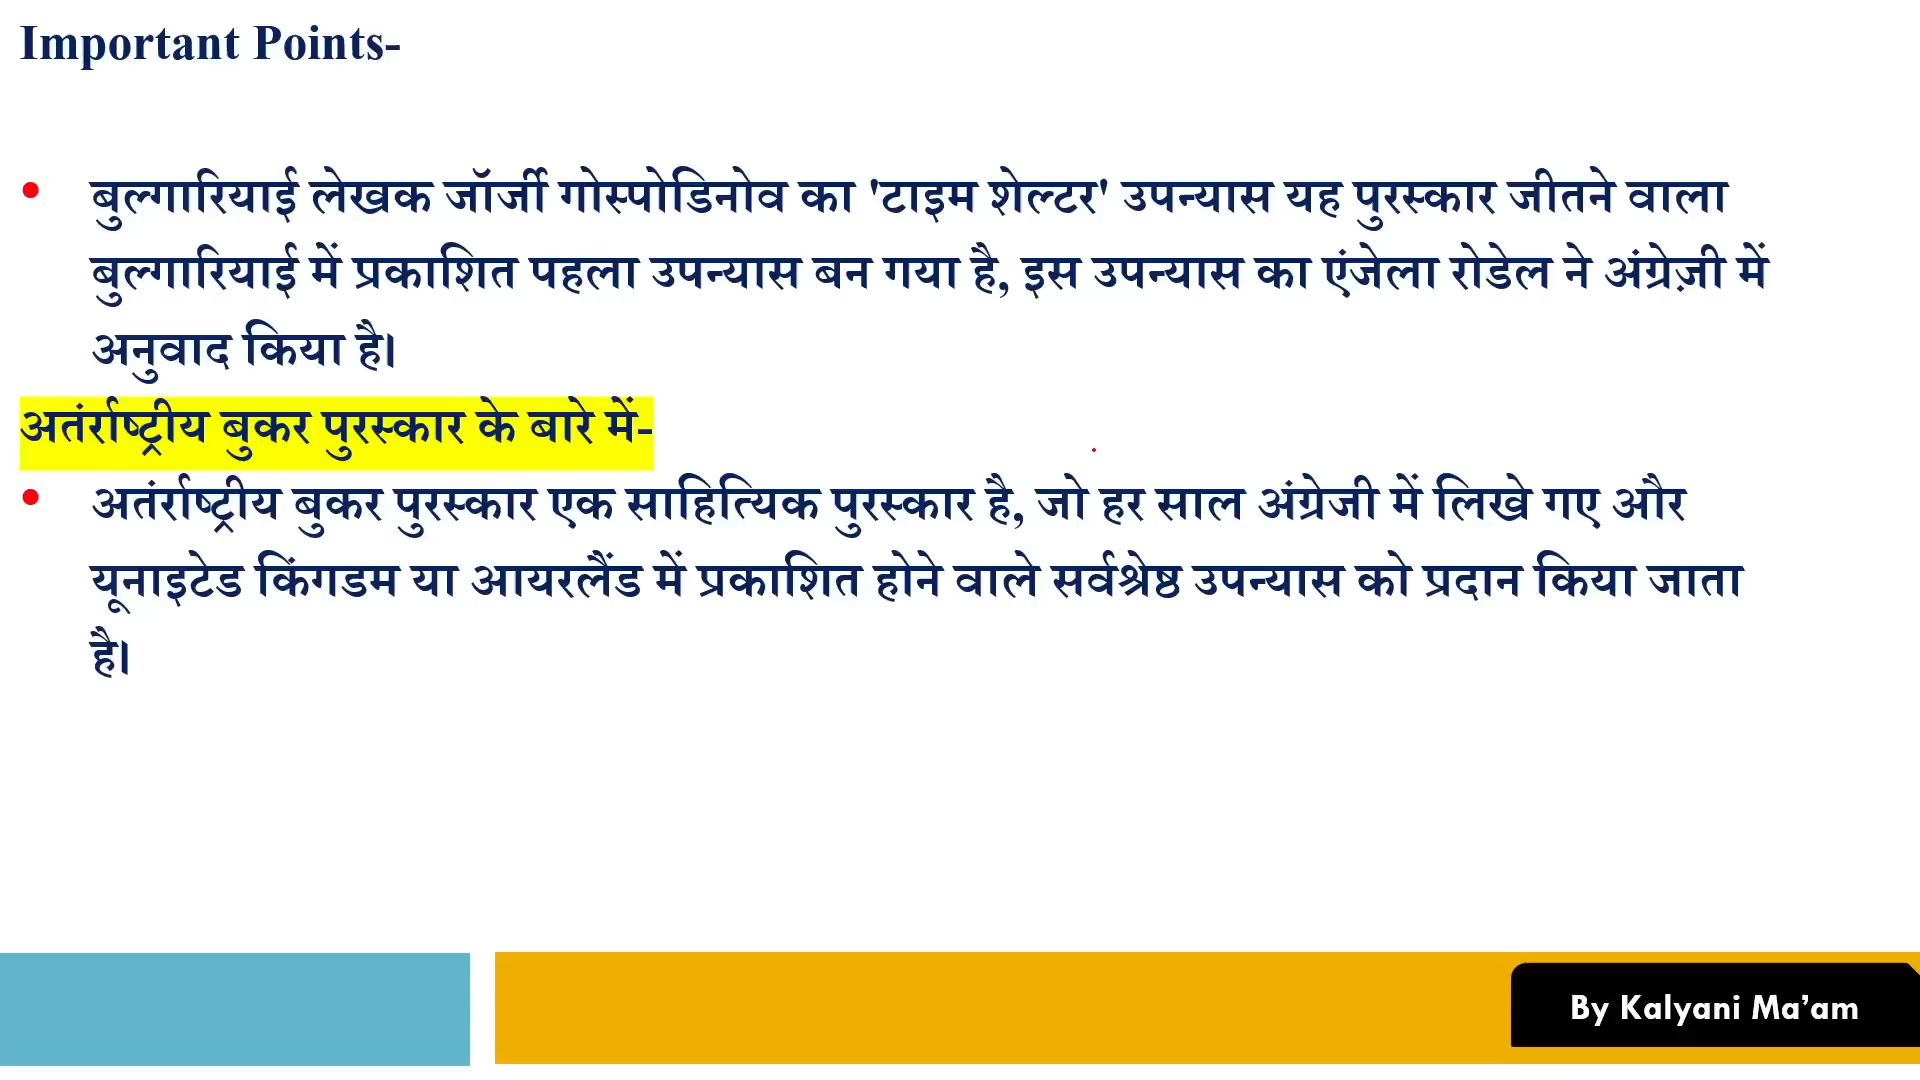 Important Points-
• बुल्गारियाई लेखक जॉर्जी गोस्पोडिनोव का 'टाइम शेल्टर' उपन्यास यह पुरस्कार जीतने वाला
बुल्गारियाई में प्रकाशित पहला उपन्यास बन गया है, इस उपन्यास का एंजेला रोडेल ने अंग्रेज़ी में
अनुवाद किया है।
अतंर्राष्ट्रीय बुकर पुरस्कार के बारे में-
• अतंर्राष्ट्रीय बुकर पुरस्कार एक साहित्यिक पुरस्कार है, जो हर साल अंग्रेजी में लिखे गए और
यूनाइटेड किंगडम या आयरलैंड में प्रकाशित होने वाले सर्वश्रेष्ठ उपन्यास को प्रदान किया जाता
है।
By Kalyani Ma’am